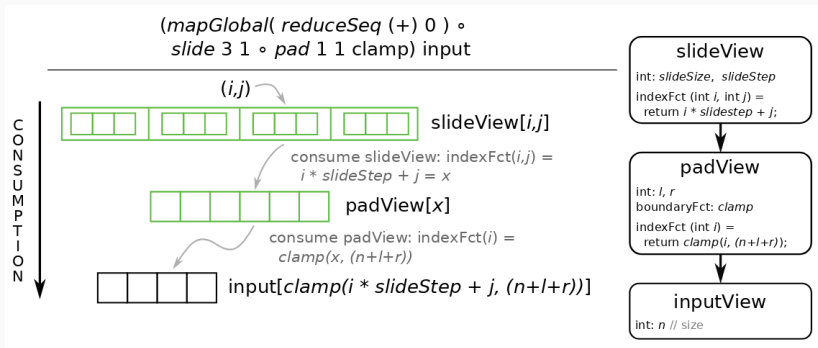 (mapGlobal( reduceSeq (+) 0 ) ∘
slide 3 1 ∘ pad 1 1 clamp) input
(i,j)
CONSUMPTION
slideView[i,j]
consume slideView: indexFct(i,j) =
i * slideStep + j = x
padView[x]
consume padView: indexFct(i) =
clamp(x, (n+l+r))
input[clamp(i * slideStep + j, (n+l+r))]
slideView
int: slideSize, slideStep
indexFct (int i, int j) =
return i * slidestep + j;
padView
int: l, r
boundaryFct: clamp
indexFct (int i) =
return clamp(i, (n+l+r);
inputView
int: n // size